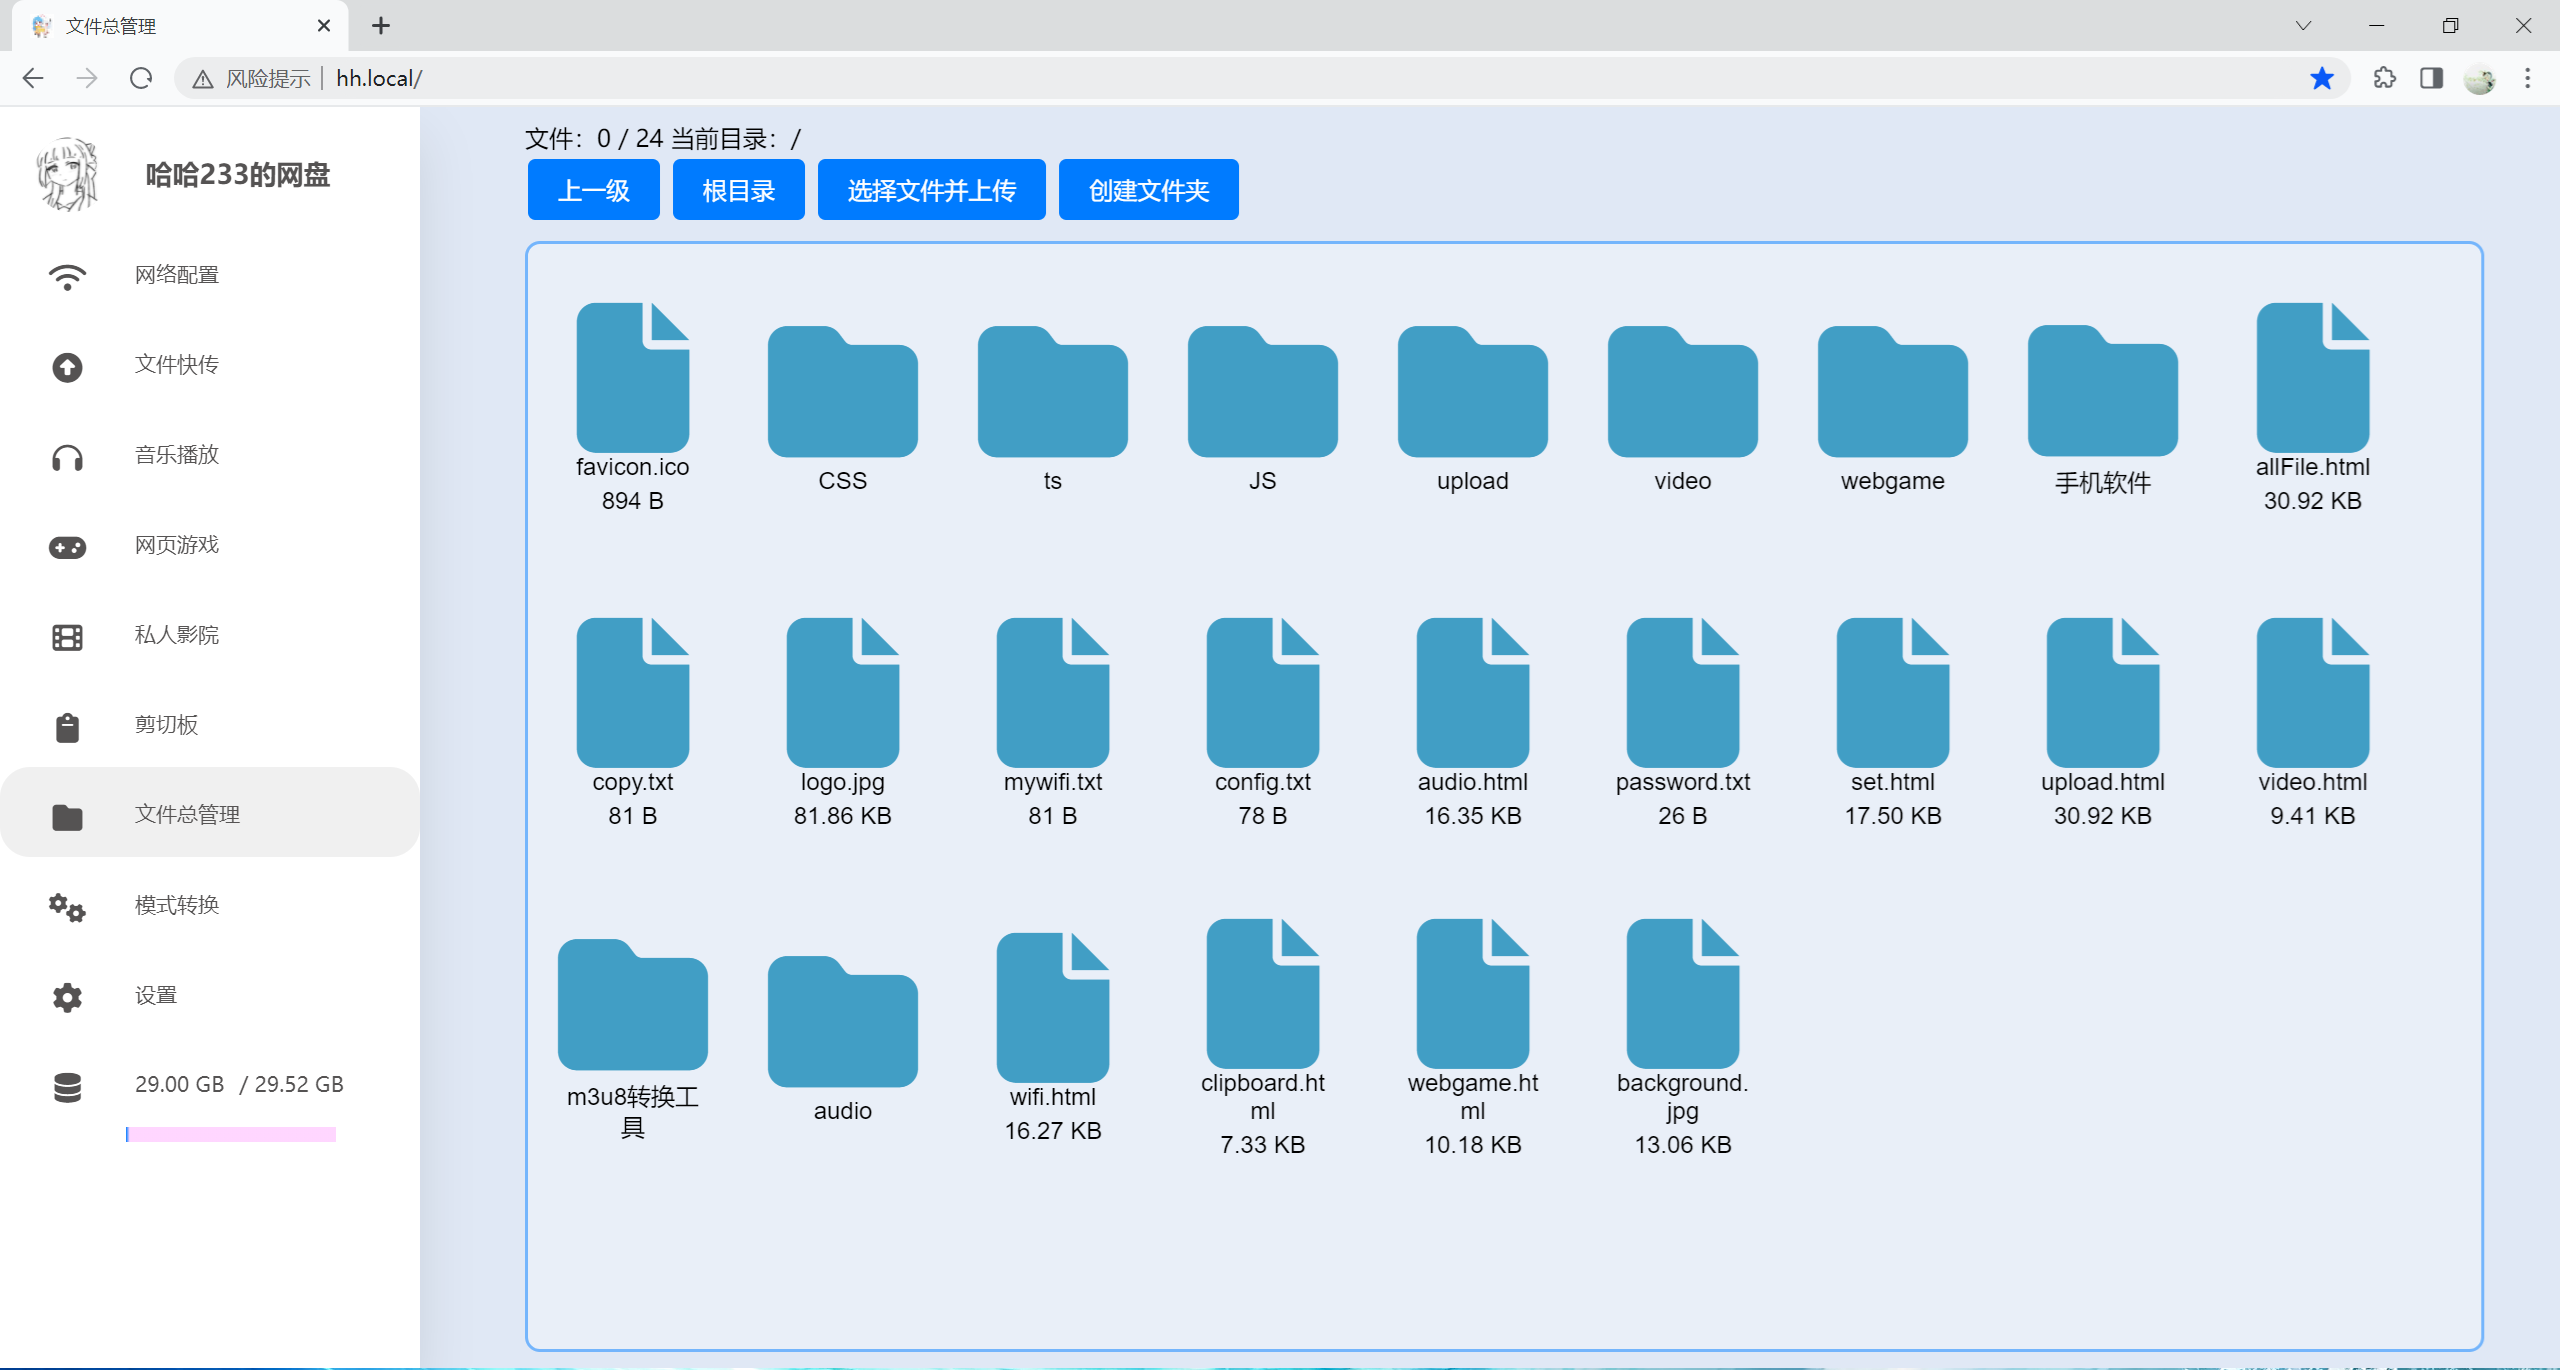 文件总管理
风险提示 hh.local/
哈哈233的网盘
网络配置
文件快传
音乐播放
网页游戏
私人影院
剪切板
文件总管理
模式转换
设置
29.00 GB / 29.52 GB
文件：0 / 24 当前目录：/
上一级 根目录 选择文件并上传 创建文件夹
favicon.ico
894 B
CSS
ts
JS
upload
video
webgame
手机软件
allFile.html
30.92 KB
copy.txt
81 B
logo.jpg
81.86 KB
mywifi.txt
81 B
config.txt
78 B
audio.html
16.35 KB
password.txt
26 B
set.html
17.50 KB
upload.html
30.92 KB
video.html
9.41 KB
m3u8转换工
具
audio
wifi.html
16.27 KB
clipboard.ht
ml
7.33 KB
webgame.ht
ml
10.18 KB
background.
jpg
13.06 KB